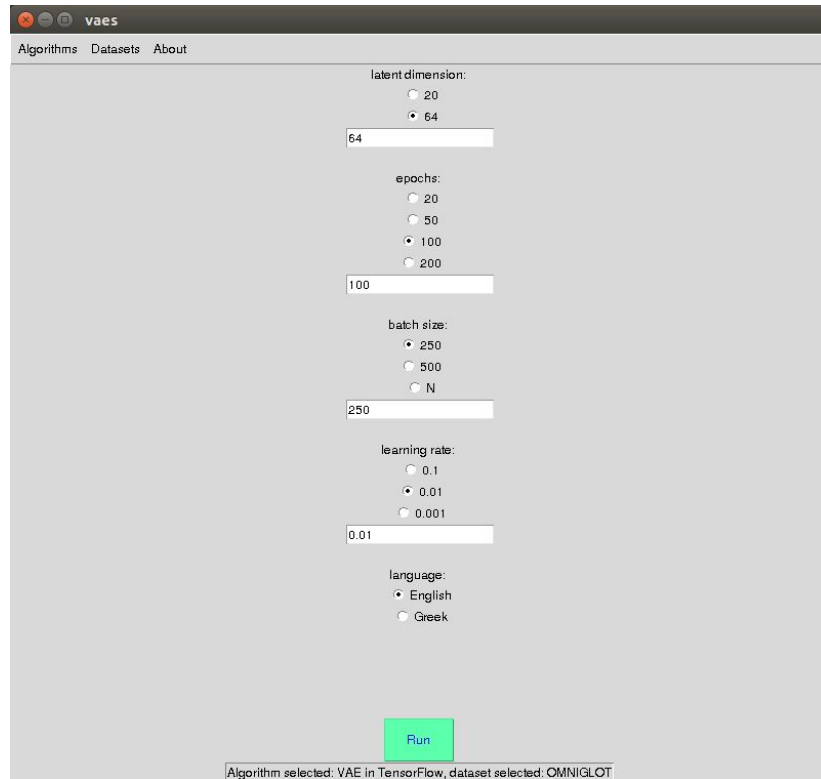 vaes
Algorithms Datasets About
latent dimension:
20
64
64
epochs:
20
50
100
200
100
batch size:
250
500
N
250
learning rate:
0.1
0.01
0.001
0.01
language:
English
Greek
Run
Algorithm selected: VAE in TensorFlow, dataset selected: OMNIGLOT